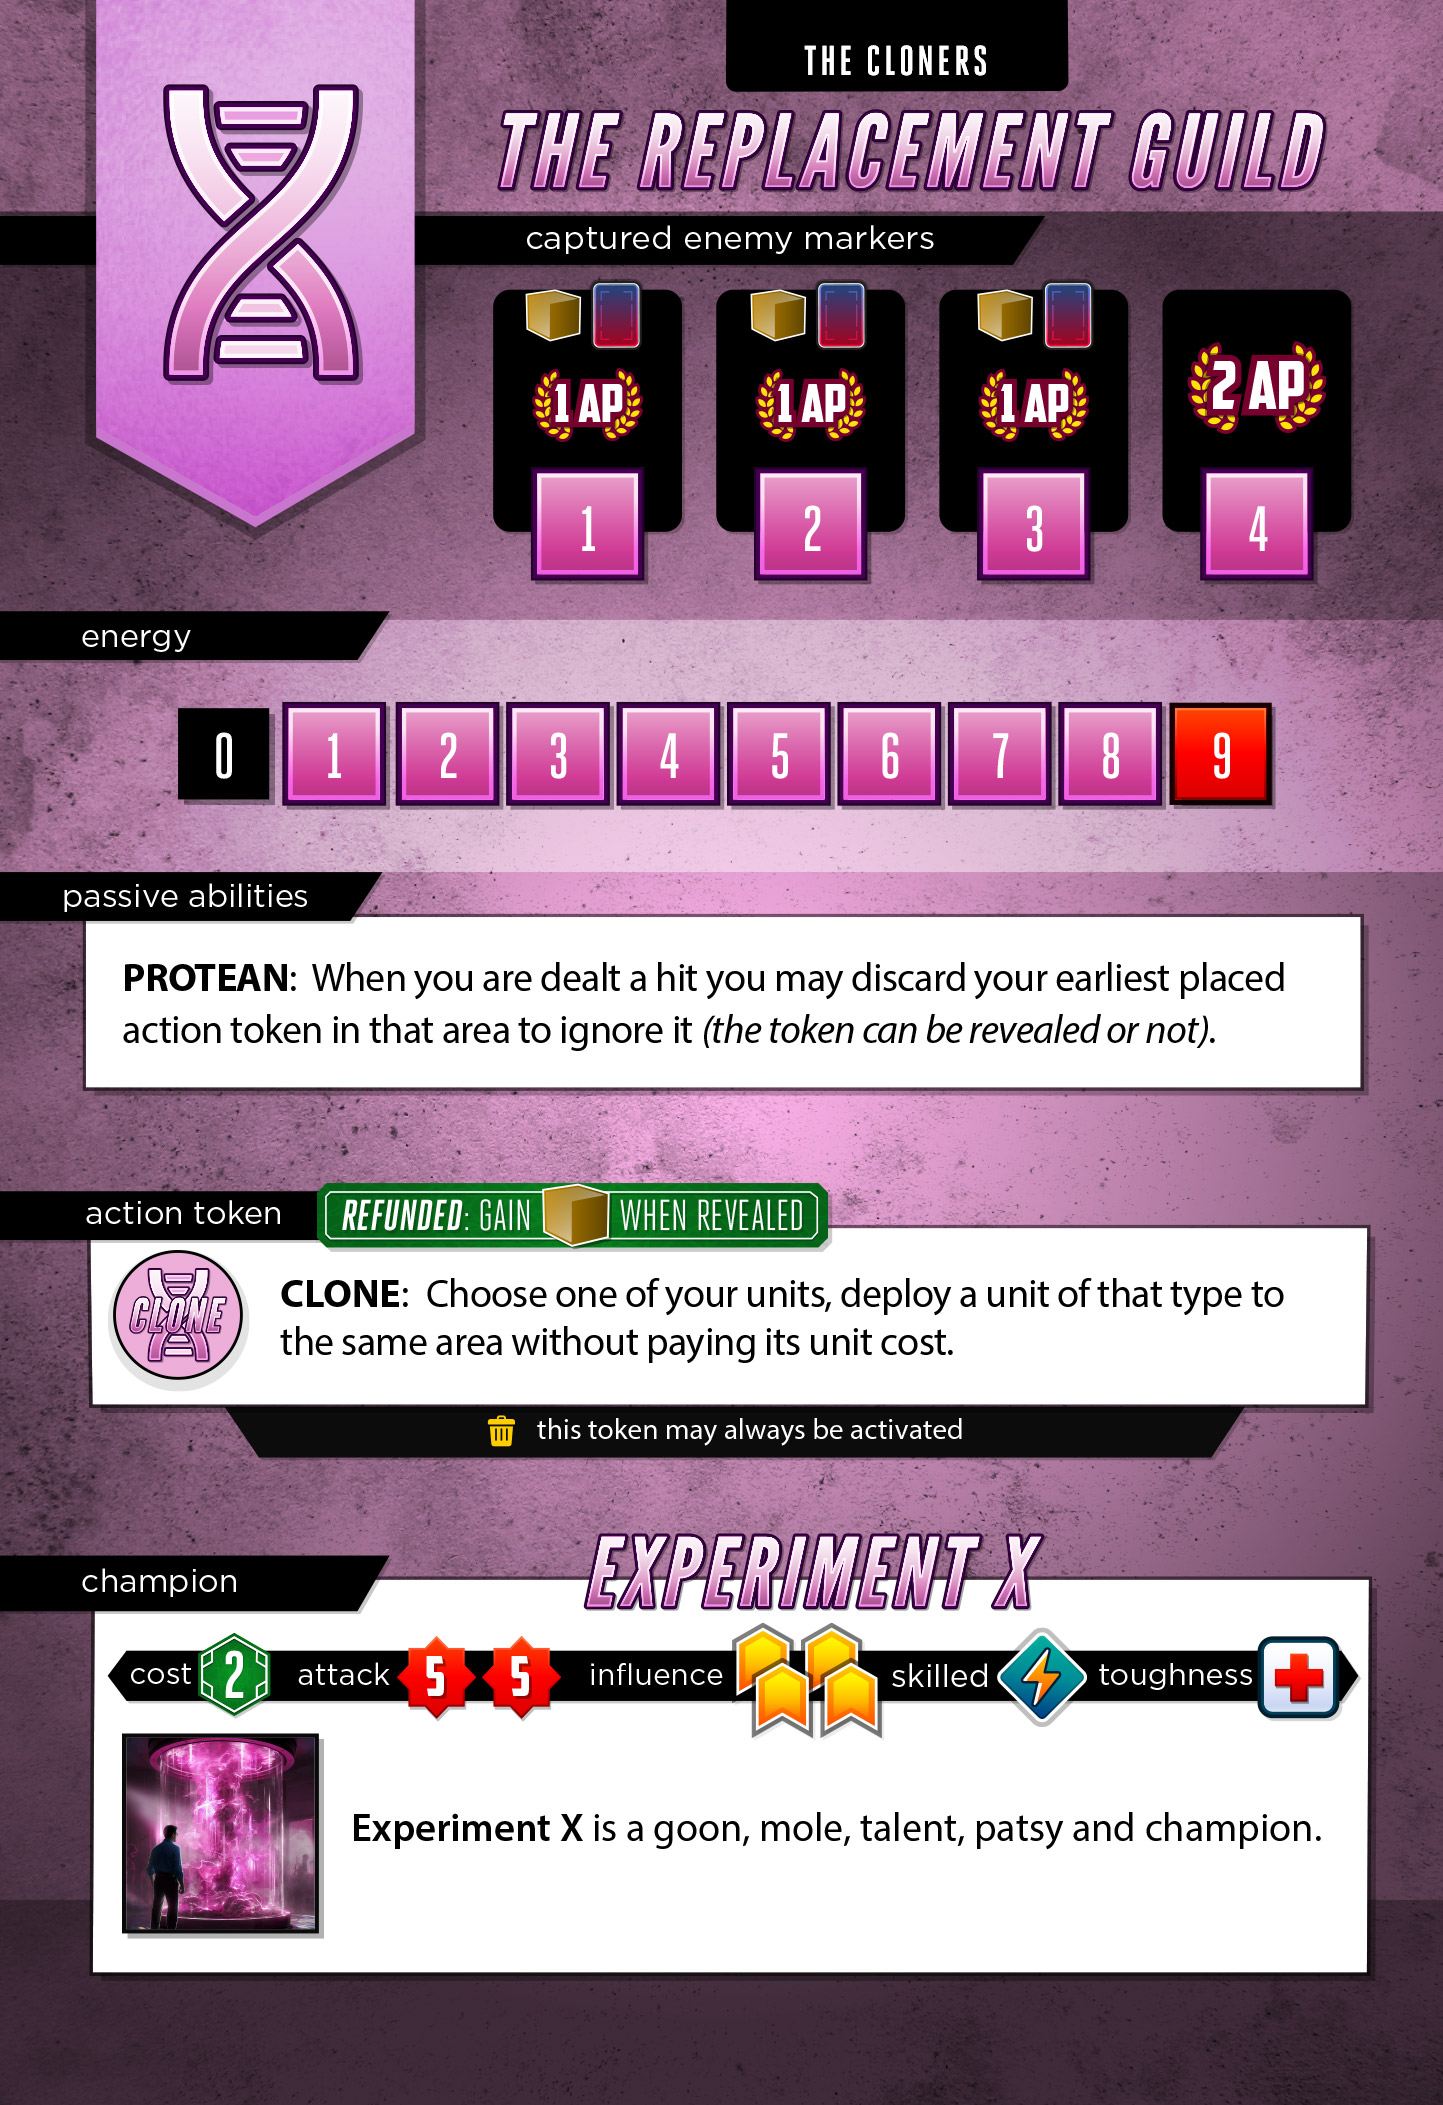 THE CLONERS
THE REPLACEMENT GUILD
captured enemy markers
1 AP
1 AP
1 AP
2 AP
1
2
3
4
energy
0 1 2 3 4 5 6 7 8 9
passive abilities
PROTEAN: When you are dealt a hit you may discard your earliest placed
action token in that area to ignore it (the token can be revealed or not).
action token
REFUNDED: GAIN WHEN REVEALED
CLONE
CLONE: Choose one of your units, deploy a unit of that type to
the same area without paying its unit cost.
this token may always be activated
champion
EXPERIMENT X
cost 2 attack 5 5 influence skilled toughness
Experiment X is a goon, mole, talent, patsy and champion.